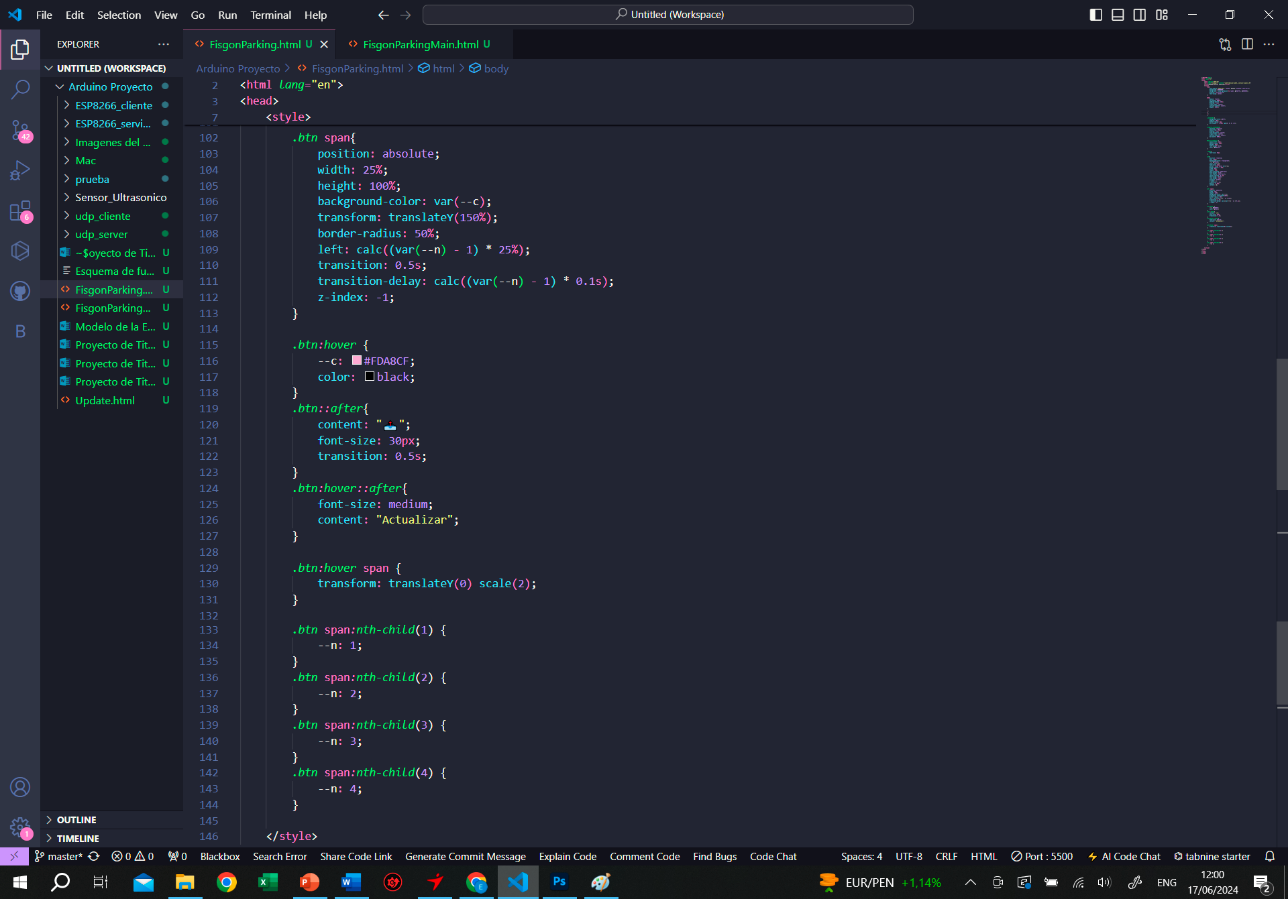 File Edit Selection View Go Run Terminal Help
Untitled (Workspace)
EXPLORER
FisgonParking.html U
FisgonParkingMain.html U
UNTITLED (WORKSPACE)
Arduino Proyecto
ESP8266_cliente
ESP8266_servi...
Imagenes del ...
Mac
prueba
Sensor_Ultrasonico
udp_cliente
udp_server
~$oyecto de Ti... U
Esquema de fu... U
FisgonParking.... U
FisgonParking... U
Modelo de la E... U
Proyecto de Tit... U
Proyecto de Tit... U
Proyecto de Tit... U
Update.html U
OUTLINE
TIMELINE
42
6
1
B
Arduino Proyecto > FisgonParking.html > html > body
2 <html lang="en">
3 <head>
7 <style>
102 .btn span{
103 position: absolute;
104 width: 25%;
105 height: 100%;
106 background-color: var(--c);
107 transform: translateY(150%);
108 border-radius: 50%;
109 left: calc((var(--n) - 1) * 25%);
110 transition: 0.5s;
111 transition-delay: calc((var(--n) - 1) * 0.1s);
112 z-index: -1;
113 }
114
115 .btn:hover {
116 --c: #FDA8CF;
117 color: black;
118 }
119 .btn::after{
120 content: "🕹️";
121 font-size: 30px;
122 transition: 0.5s;
123 }
124 .btn:hover::after{
125 font-size: medium;
126 content: "Actualizar";
127 }
128
129 .btn:hover span {
130 transform: translateY(0) scale(2);
131 }
132
133 .btn span:nth-child(1) {
134 --n: 1;
135 }
136 .btn span:nth-child(2) {
137 --n: 2;
138 }
139 .btn span:nth-child(3) {
140 --n: 3;
141 }
142 .btn span:nth-child(4) {
143 --n: 4;
144 }
145
146 </style>
master* 0 0 0 Blackbox Search Error Share Code Link Generate Commit Message Explain Code Comment Code Find Bugs Code Chat Spaces: 4 UTF-8 CRLF HTML Port : 5500 AI Code Chat tabnine starter
EUR/PEN +1,14% ENG 12:00
17/06/2024
2